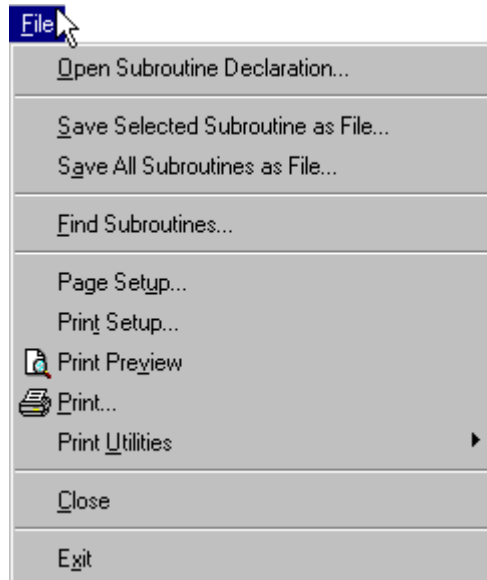 File
Open Subroutine Declaration...
Save Selected Subroutine as File...
Save All Subroutines as File...
Find Subroutines...
Page Setup...
Print Setup...
Print Preview
Print...
Print Utilities
Close
Exit